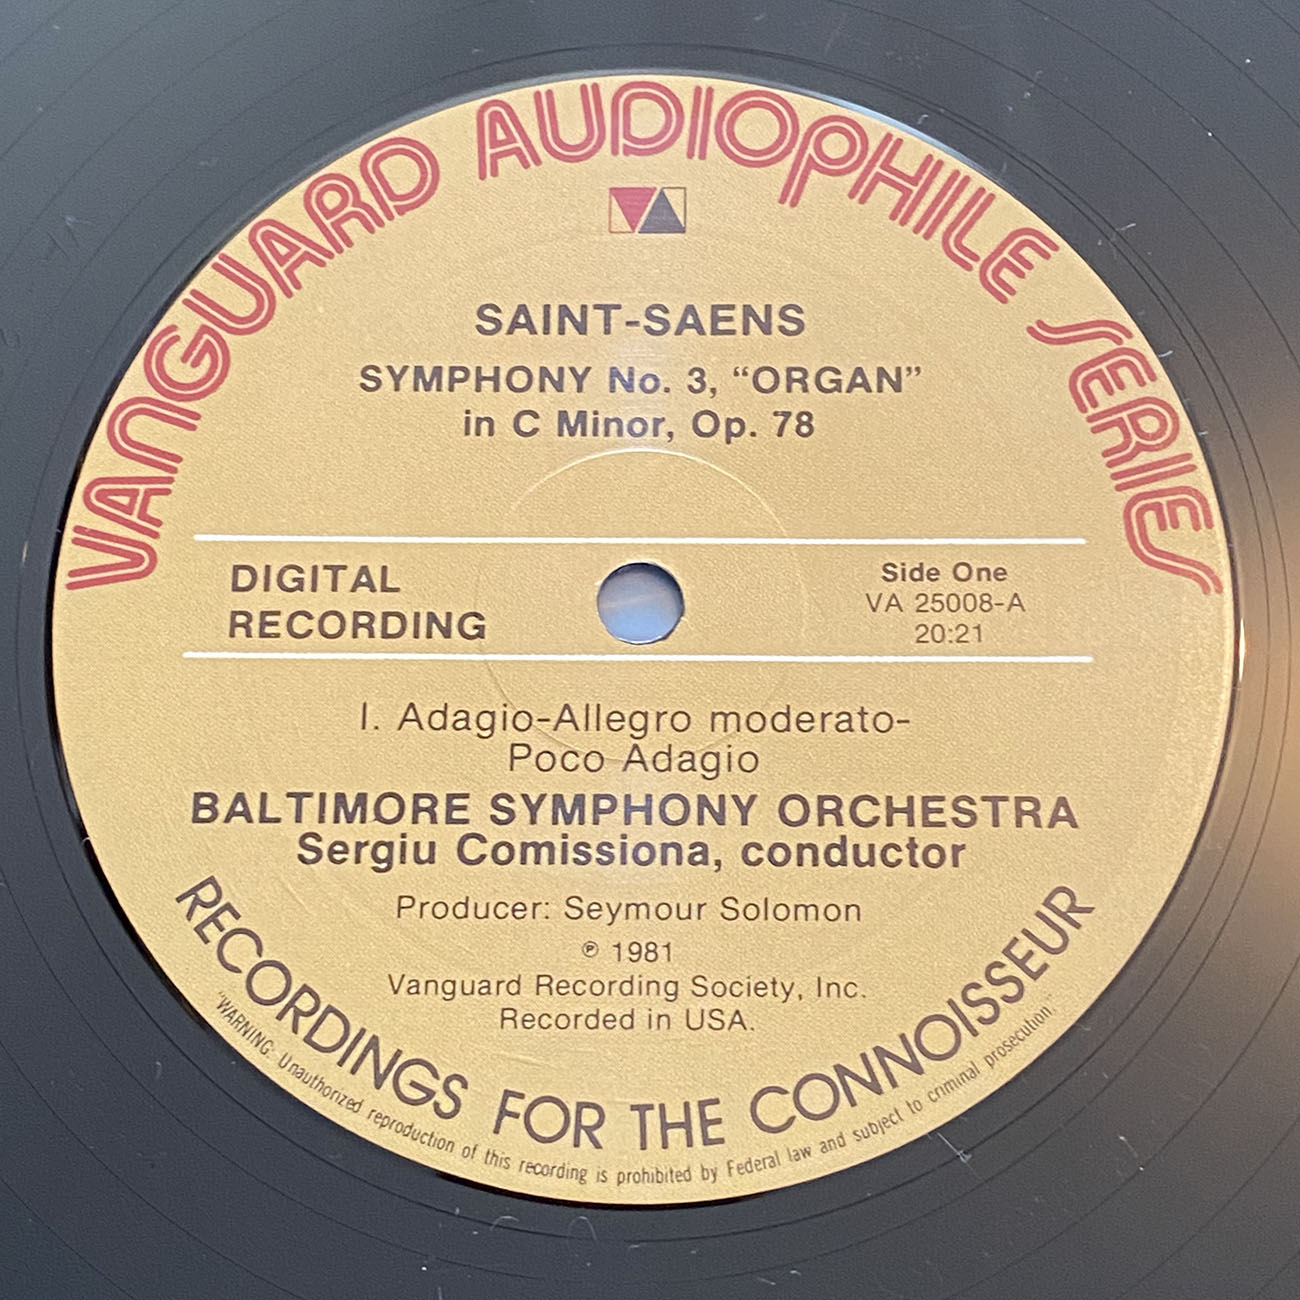 VANGUARD AUDIOPHILE SERIES
VA
SAINT-SAENS
SYMPHONY No. 3, “ORGAN”
in C Minor, Op. 78
DIGITAL
RECORDING
Side One
VA 25008-A
20:21
I. Adagio-Allegro moderato-
Poco Adagio
BALTIMORE SYMPHONY ORCHESTRA
Sergiu Comissiona, conductor
Producer: Seymour Solomon
℗ 1981
Vanguard Recording Society, Inc.
Recorded in USA.
RECORDINGS FOR THE CONNOISSEUR
"WARNING: Unauthorized reproduction of this recording is prohibited by Federal law and subject to criminal prosecution."